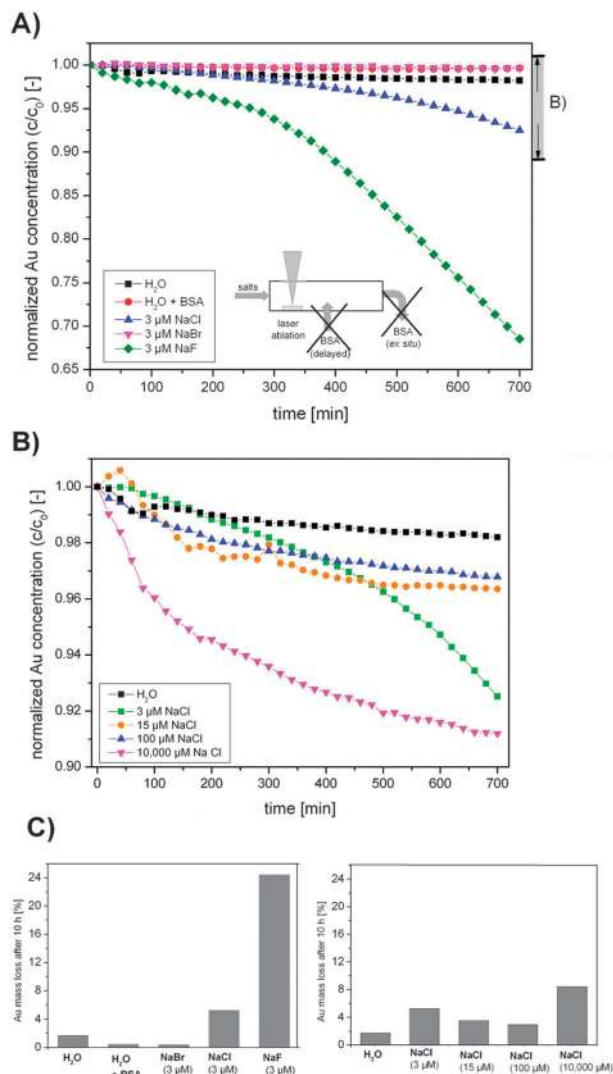 A)
normalized Au concentration (c/c₀) [-]
1.00
0.95
0.90
0.85
0.80
0.75
0.70
0.65
B)
H₂O
H₂O + BSA
3 µM NaCl
3 µM NaBr
3 µM NaF
salts
laser
ablation
BSA
(delayed)
BSA
(ex situ)
0 100 200 300 400 500 600 700
time [min]
B)
normalized Au concentration (c/c₀) [-]
1.00
0.98
0.96
0.94
0.92
0.90
H₂O
3 µM NaCl
15 µM NaCl
100 µM NaCl
10,000 µM Na Cl
0 100 200 300 400 500 600 700
time [min]
C)
Au mass loss after 10 h [%]
24
20
16
12
8
4
0
H₂O H₂O NaBr NaCl NaF
+ BSA (3 µM) (3 µM) (3 µM)
Au mass loss after 10 h [%]
24
20
16
12
8
4
0
H₂O NaCl NaCl NaCl NaCl
(3 µM) (15 µM) (100 µM) (10,000 µM)